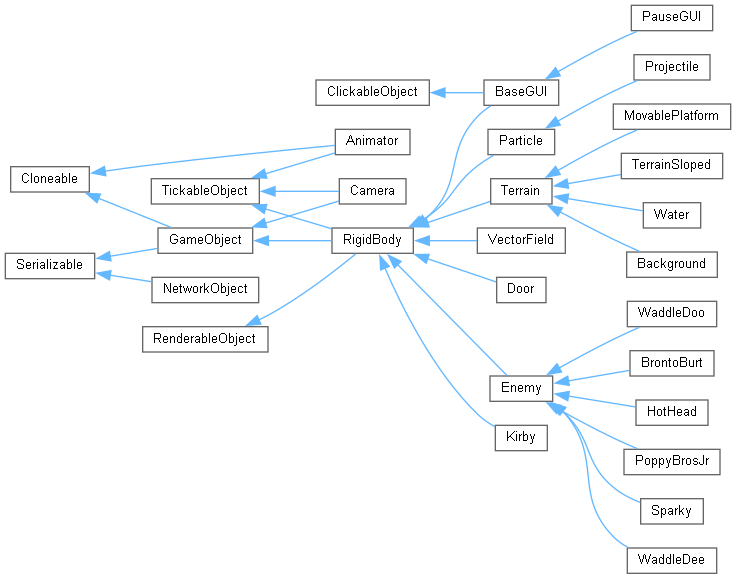 PauseGUI
Projectile
ClickableObject
BaseGUI
MovablePlatform
Animator
Particle
TerrainSloped
Cloneable
TickableObject
Camera
Terrain
Water
GameObject
RigidBody
VectorField
Serializable
Background
NetworkObject
Door
WaddleDoo
RenderableObject
BrontoBurt
Enemy
HotHead
Kirby
PoppyBrosJr
Sparky
WaddleDee